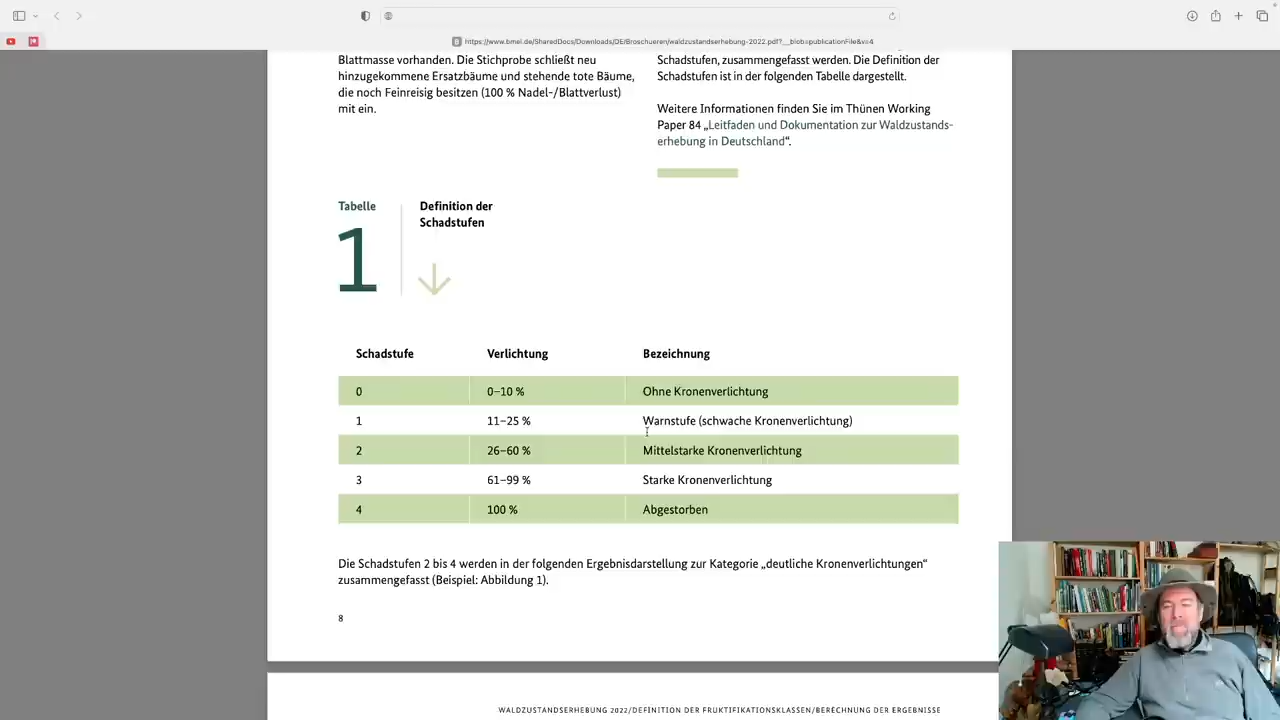 https://www.bmel.de/SharedDocs/Downloads/DE/Broschueren/waldzustandserhebung-2022.pdf?__blob=publicationFile&v=4
Blattmasse vorhanden. Die Stichprobe schließt neu
hinzugekommene Ersatzbäume und stehende tote Bäume,
die noch Feinreisig besitzen (100 % Nadel-/Blattverlust)
mit ein.
Schadstufen, zusammengefasst werden. Die Definition der
Schadstufen ist in der folgenden Tabelle dargestellt.
Weitere Informationen finden Sie im Thünen Working
Paper 84 „Leitfaden und Dokumentation zur Waldzustands-
erhebung in Deutschland“.
Tabelle
1
Definition der
Schadstufen
Schadstufe Verlichtung Bezeichnung
0 0–10 % Ohne Kronenverlichtung
1 11–25 % Warnstufe (schwache Kronenverlichtung)
2 26–60 % Mittelstarke Kronenverlichtung
3 61–99 % Starke Kronenverlichtung
4 100 % Abgestorben
Die Schadstufen 2 bis 4 werden in der folgenden Ergebnisdarstellung zur Kategorie „deutliche Kronenverlichtungen“
zusammengefasst (Beispiel: Abbildung 1).
8
WALDZUSTANDSERHEBUNG 2022/DEFINITION DER FRUKTIFIKATIONSKLASSEN/BERECHNUNG DER ERGEBNISSE